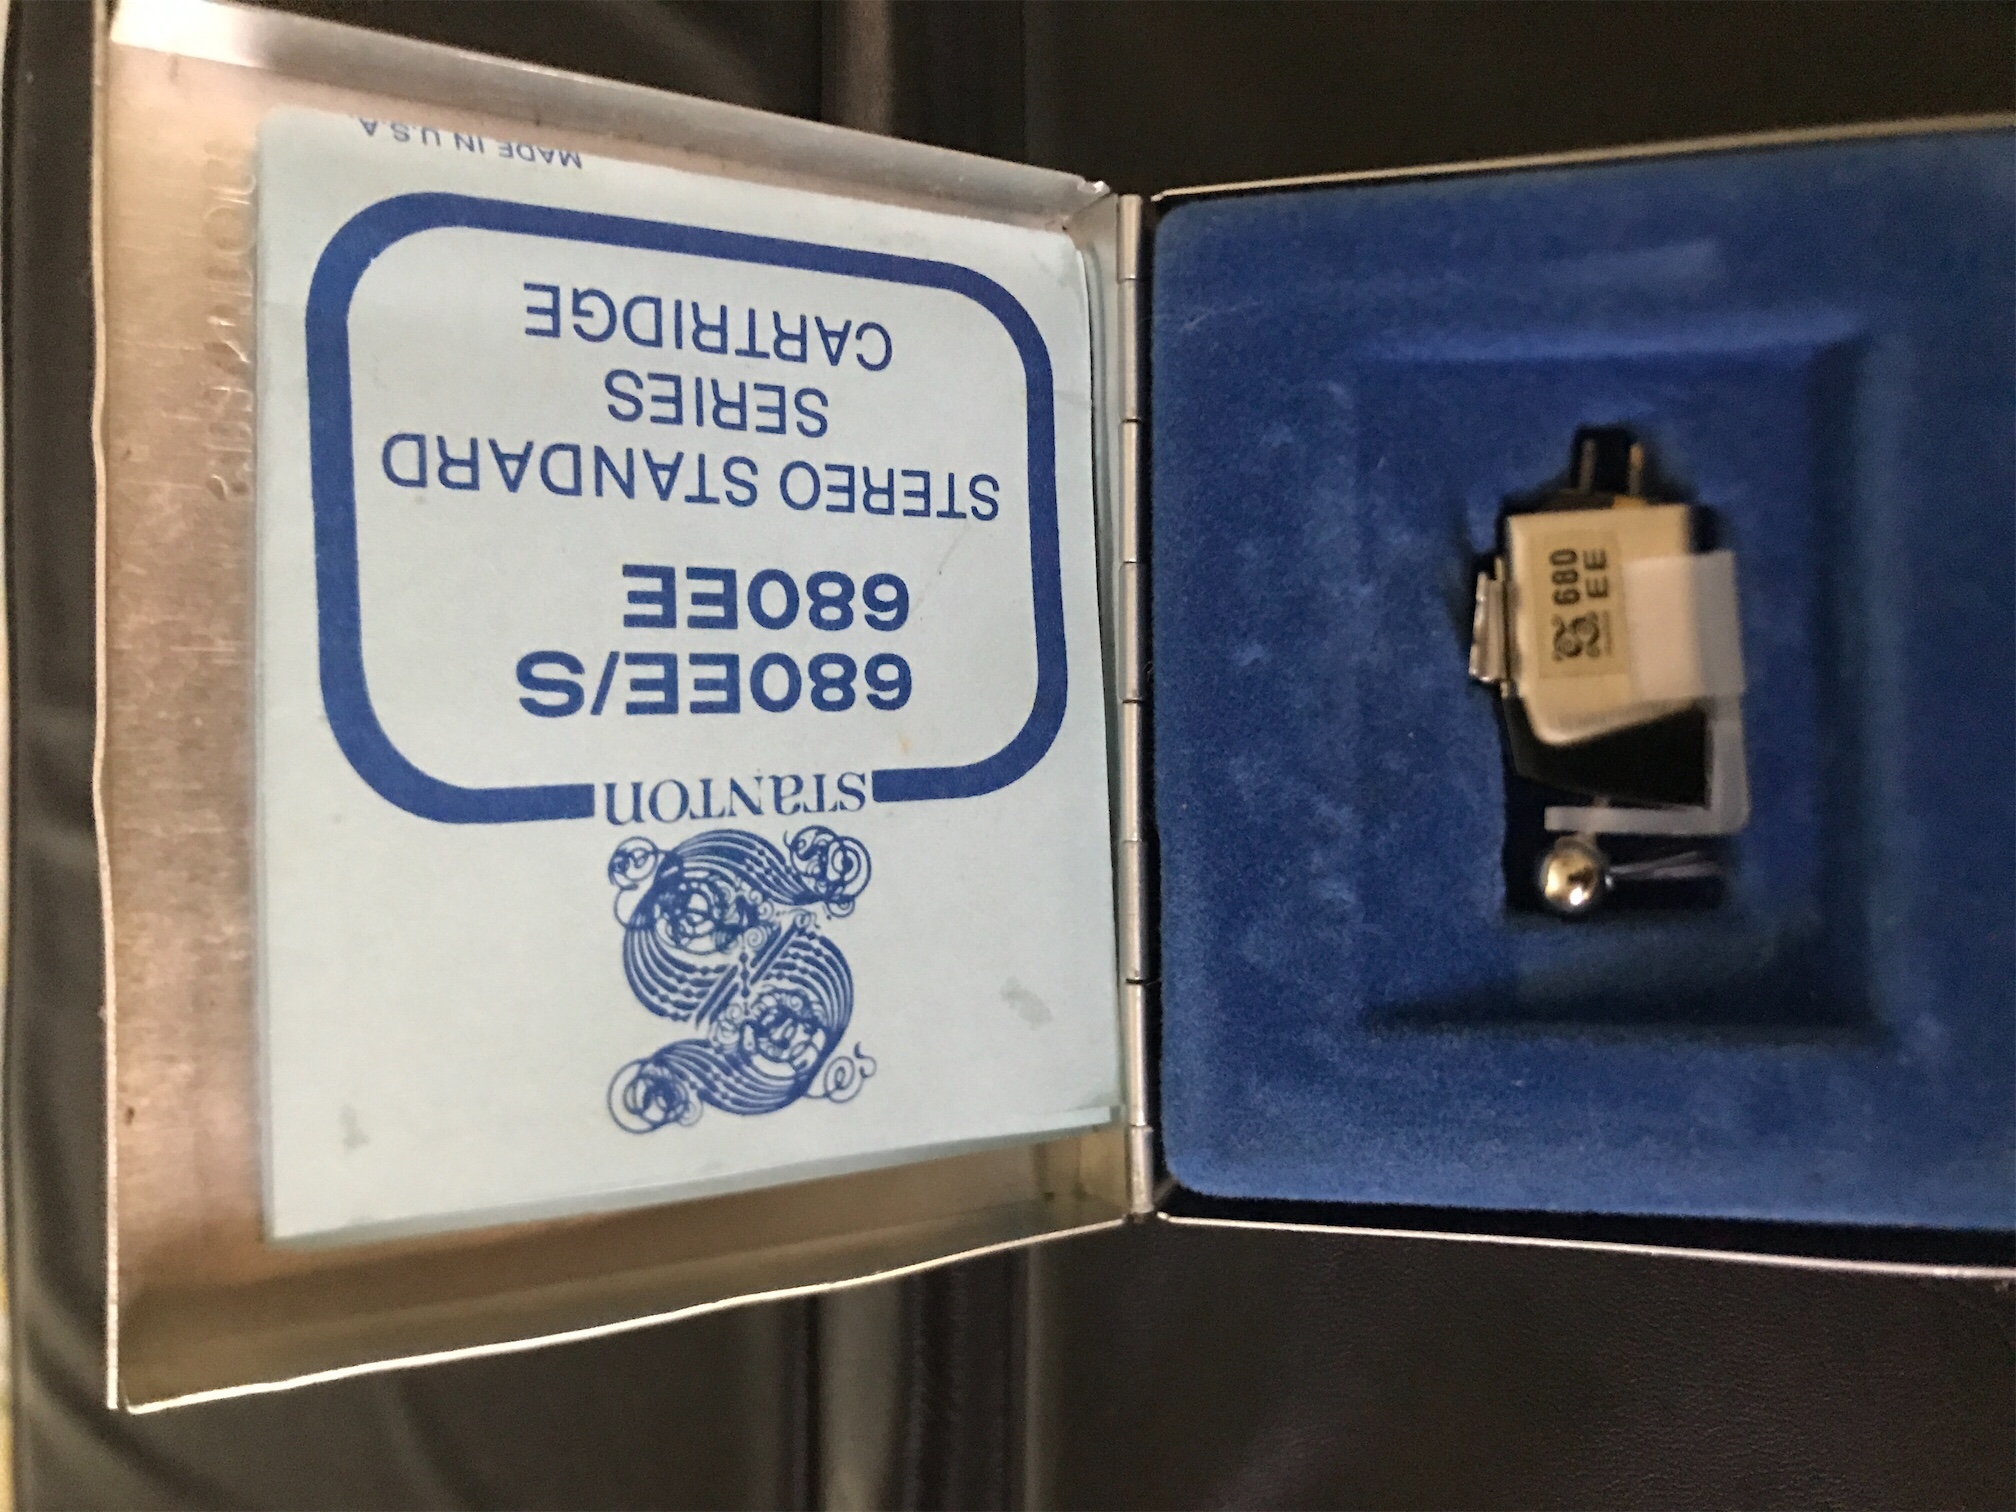 STANTON
680EE/S
680EE
STEREO STANDARD
SERIES
CARTRIDGE
MADE IN U.S.A.
680
EE